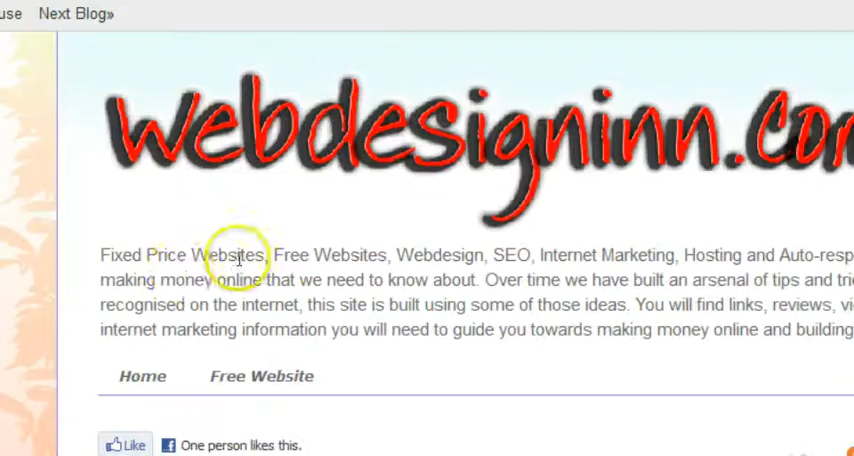 use Next Blog»
webdesigninn.com
Fixed Price Websites, Free Websites, Webdesign, SEO, Internet Marketing, Hosting and Auto-resp
making money online that we need to know about. Over time we have built an arsenal of tips and tri
recognised on the internet, this site is built using some of those ideas. You will find links, reviews, vi
internet marketing information you will need to guide you towards making money online and building
Home Free Website
Like One person likes this.